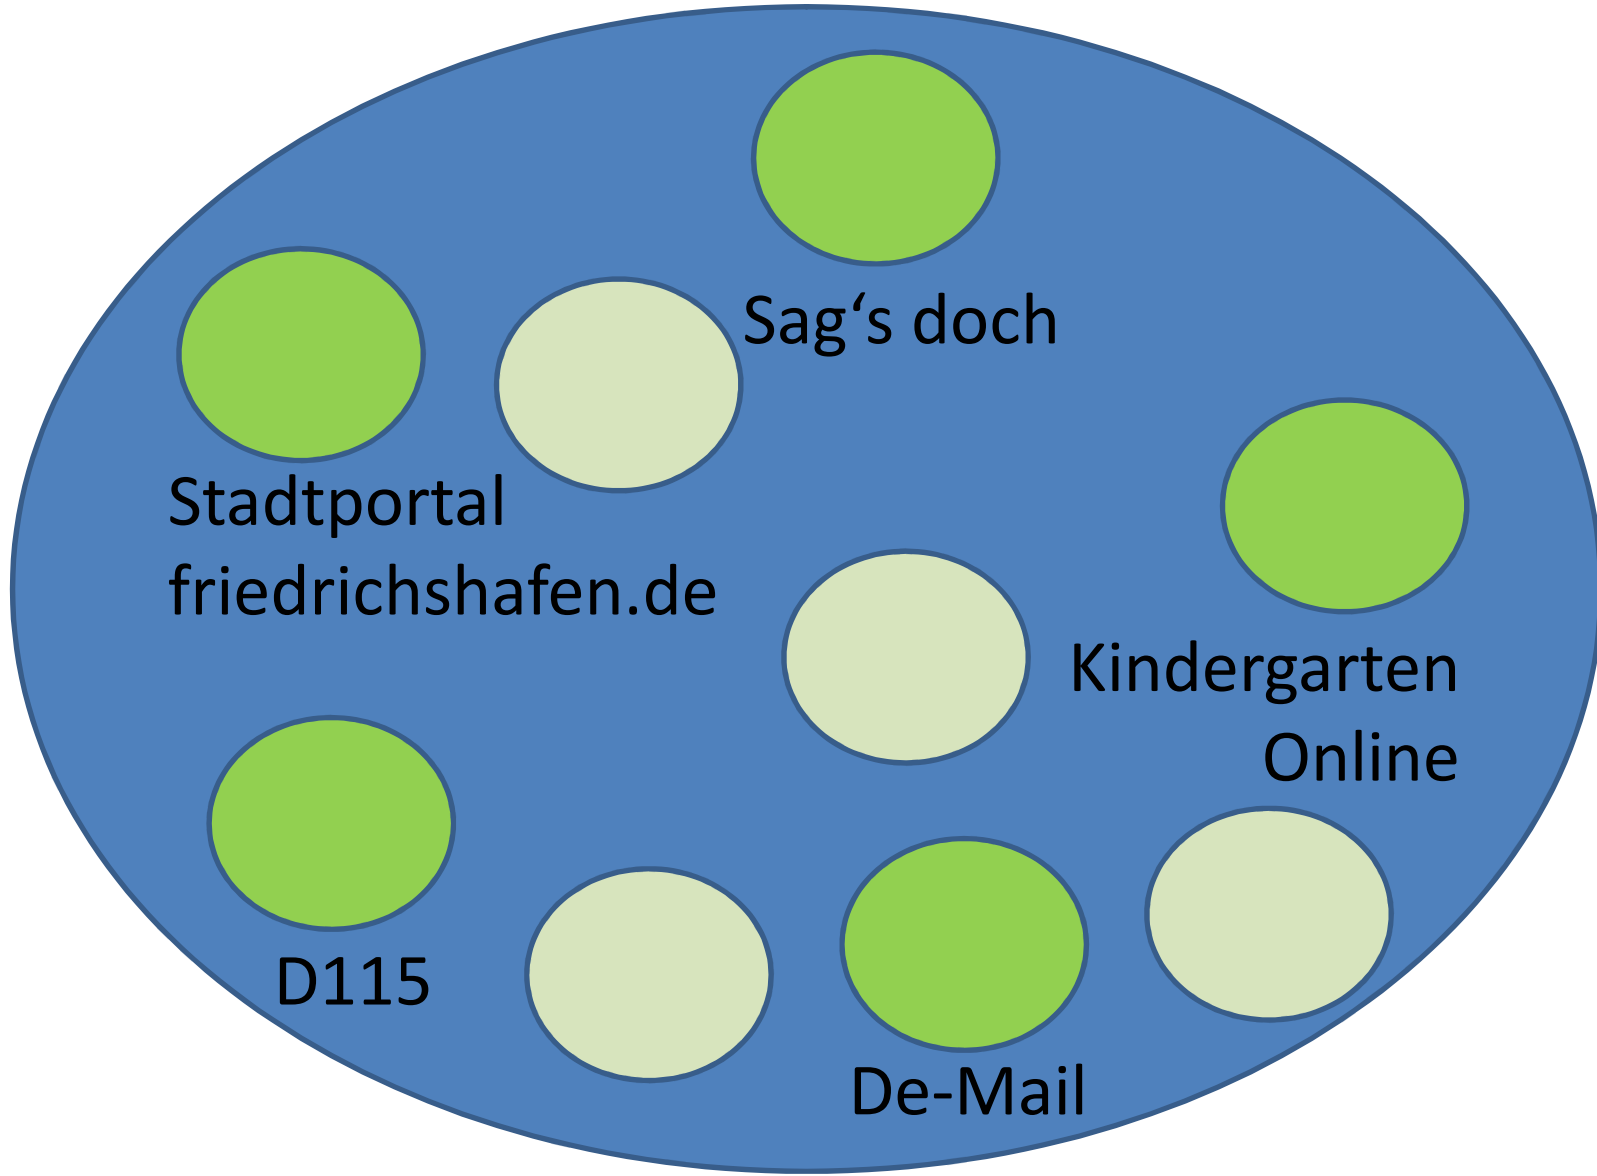 Sag‘s doch
Stadtportal
friedrichshafen.de
Kindergarten
Online
D115
De-Mail